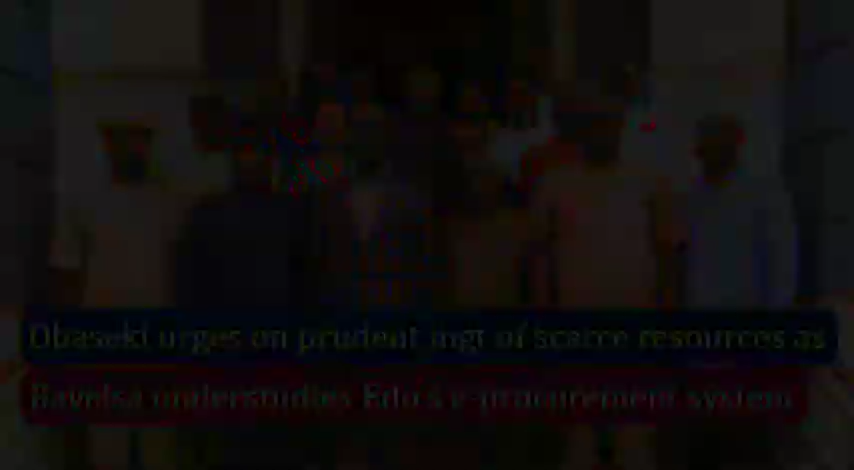 Obaseki urges on prudent mgt of scarce resources as
Bayelsa understudies Edo's e-procurement system